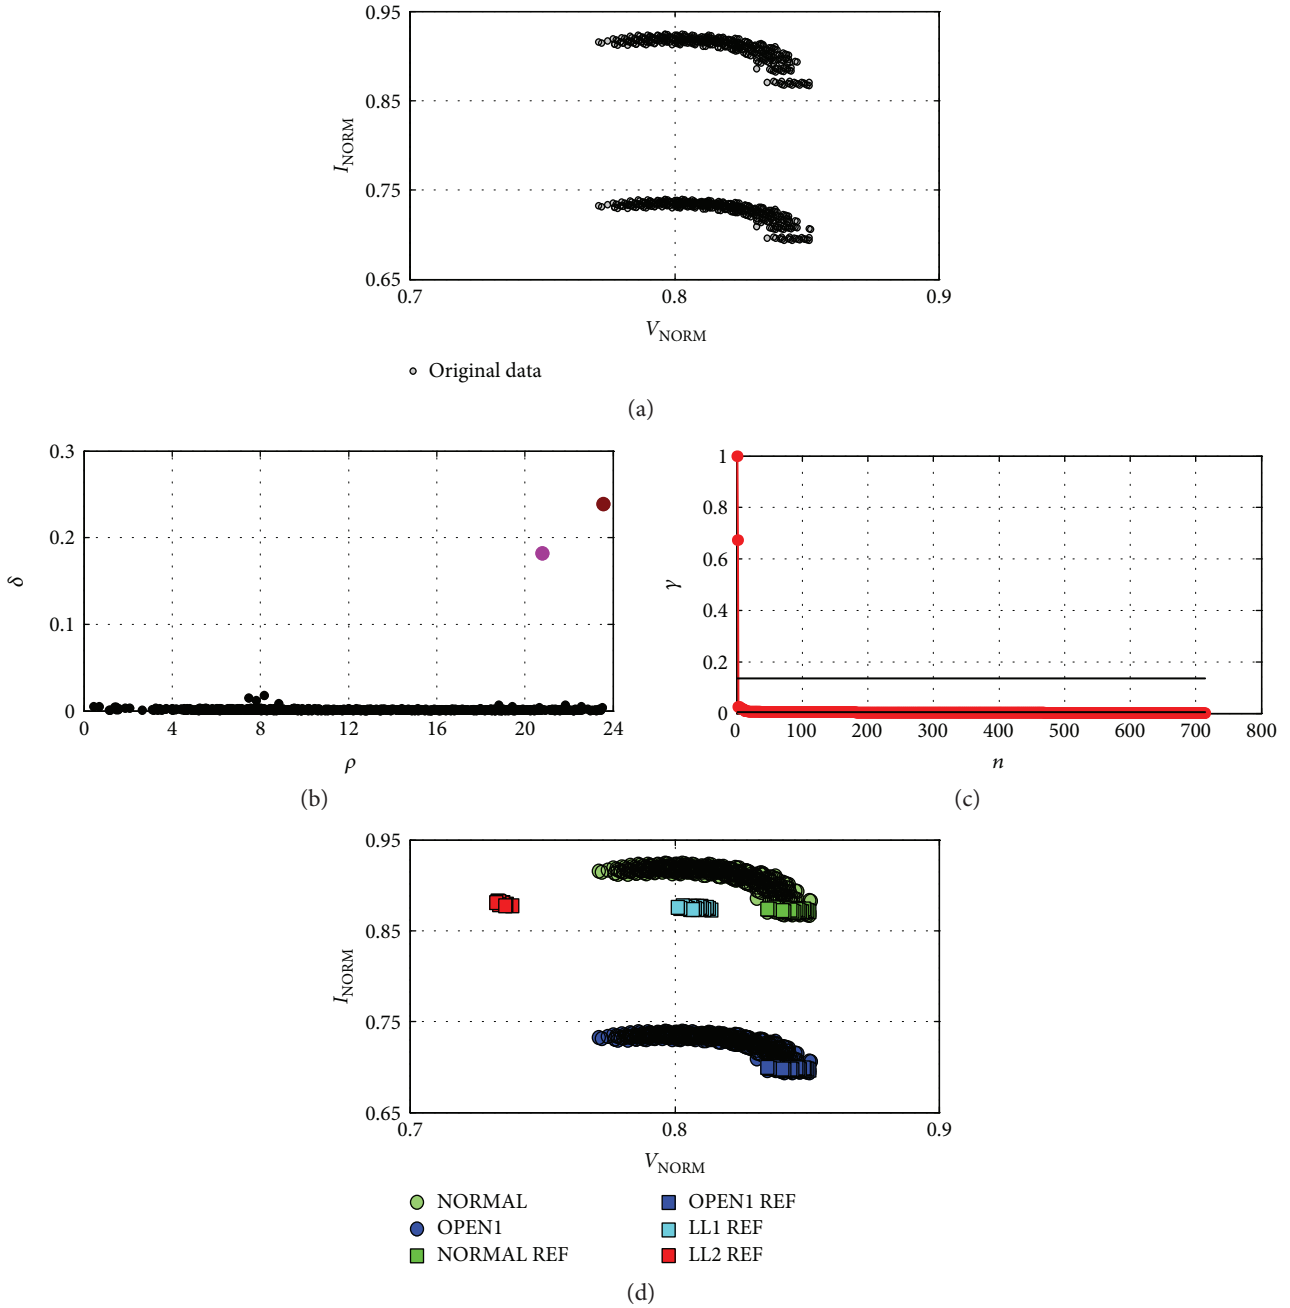 0.95
0.85
0.75
0.65
I_NORM
0.7 0.8 0.9
V_NORM
Original data
(a)
0.3
0.2
0.1
0
δ
0 4 8 12 16 20 24
ρ
(b)
1
0.8
0.6
0.4
0.2
0
γ
0 100 200 300 400 500 600 700 800
n
(c)
0.95
0.85
0.75
0.65
I_NORM
0.7 0.8 0.9
V_NORM
NORMAL
OPEN1
NORMAL REF
OPEN1 REF
LL1 REF
LL2 REF
(d)